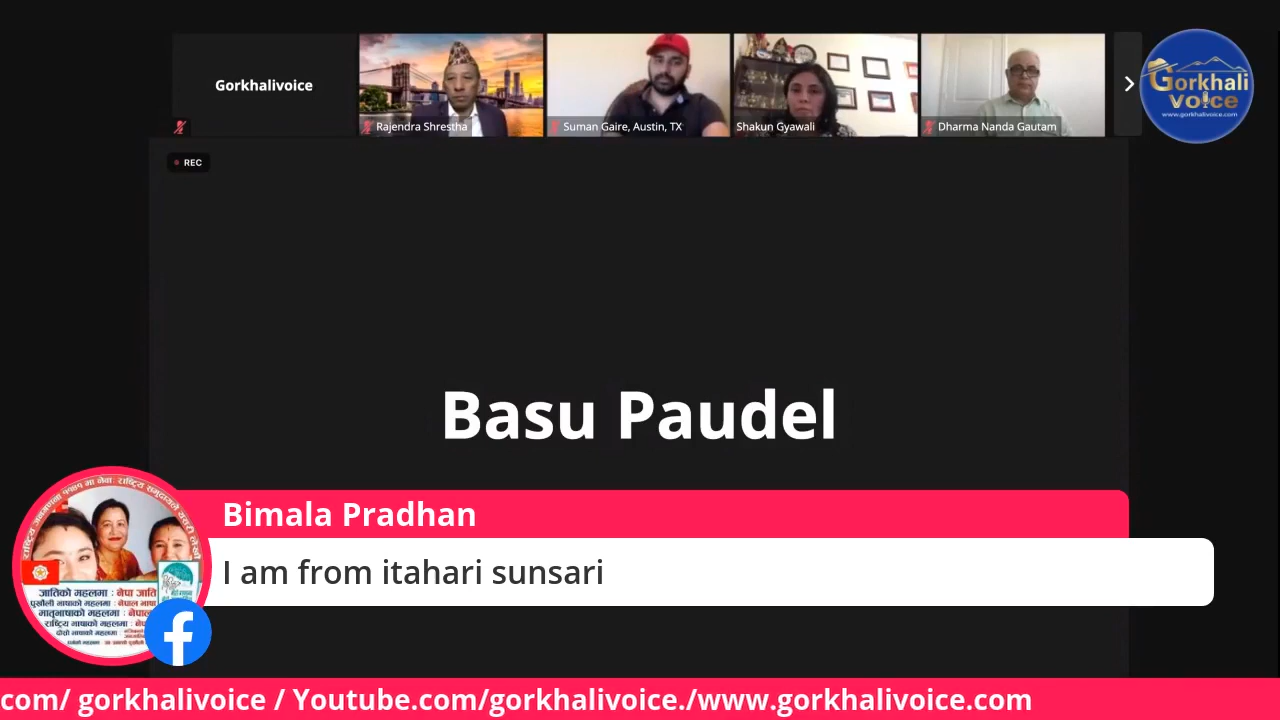 Gorkhalivoice
Rajendra Shrestha
Suman Gaire, Austin, TX
Shakun Gyawali
Dharma Nanda Gautam
Gorkhali
voice
www.gorkhalivoice.com
REC
Basu Paudel
Bimala Pradhan
I am from itahari sunsari
जातिको महलमा : नेपा जाति
पूर्खौली भाषाको महलमा : नेपाल भाषा
मातृभाषाको महलमा : नेपाल
com/ gorkhalivoice / Youtube.com/gorkhalivoice./www.gorkhalivoice.com